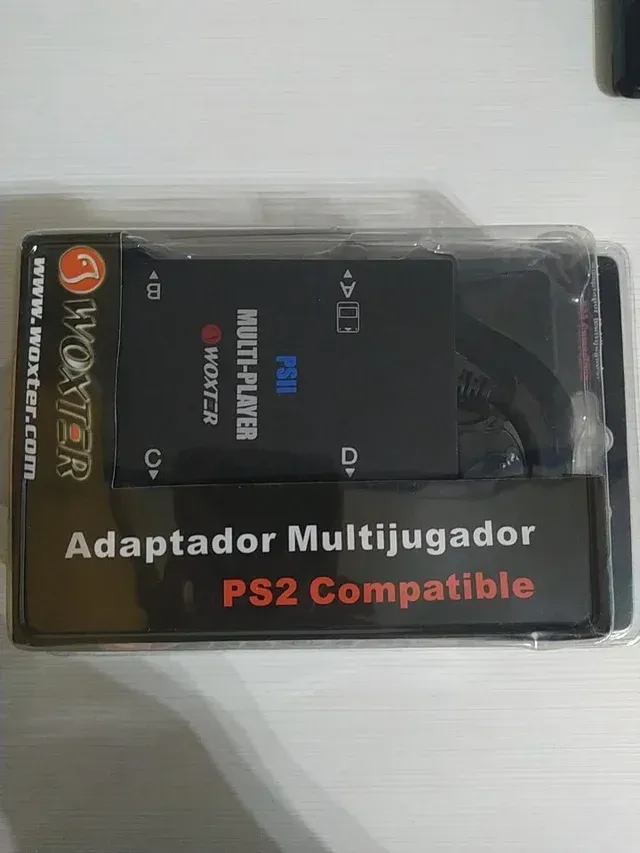 WOXTER
www.woxter.com
B
A
PSII
MULTI-PLAYER
WOXTER
C
D
Adaptador Multijugador
PS2 Compatible